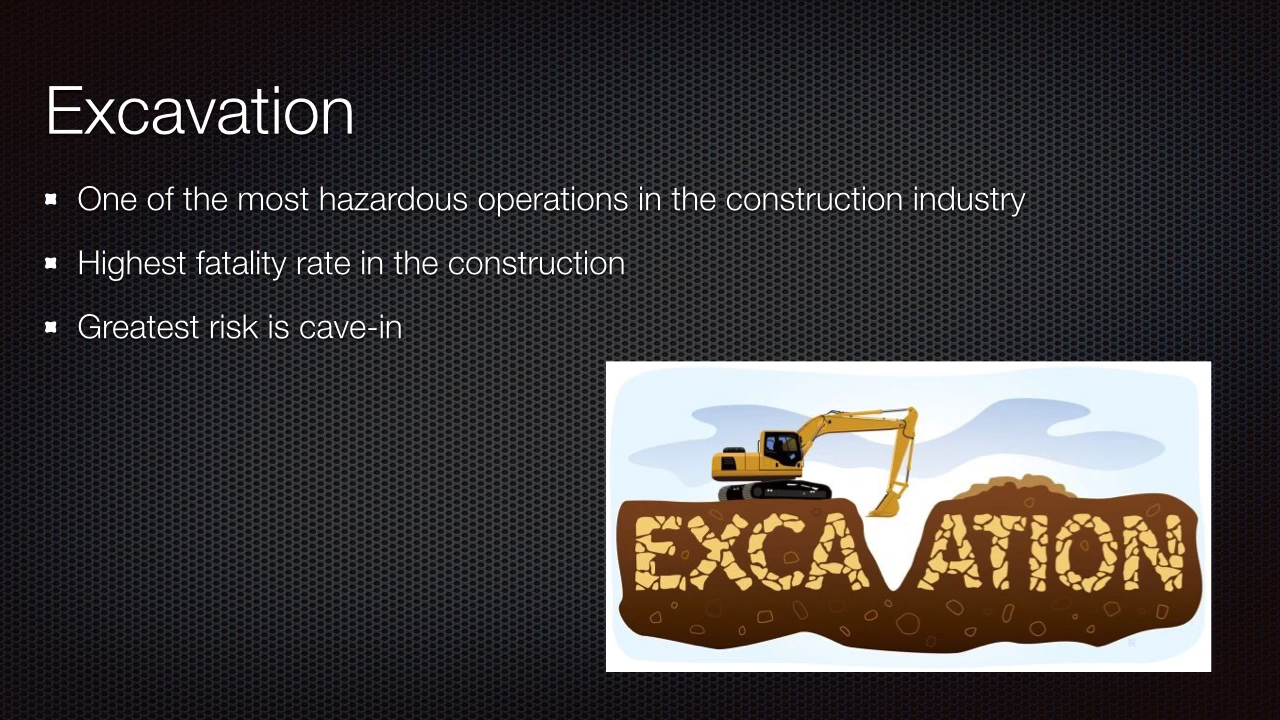 Excavation
One of the most hazardous operations in the construction industry
Highest fatality rate in the construction
Greatest risk is cave-in
EXCA ATION